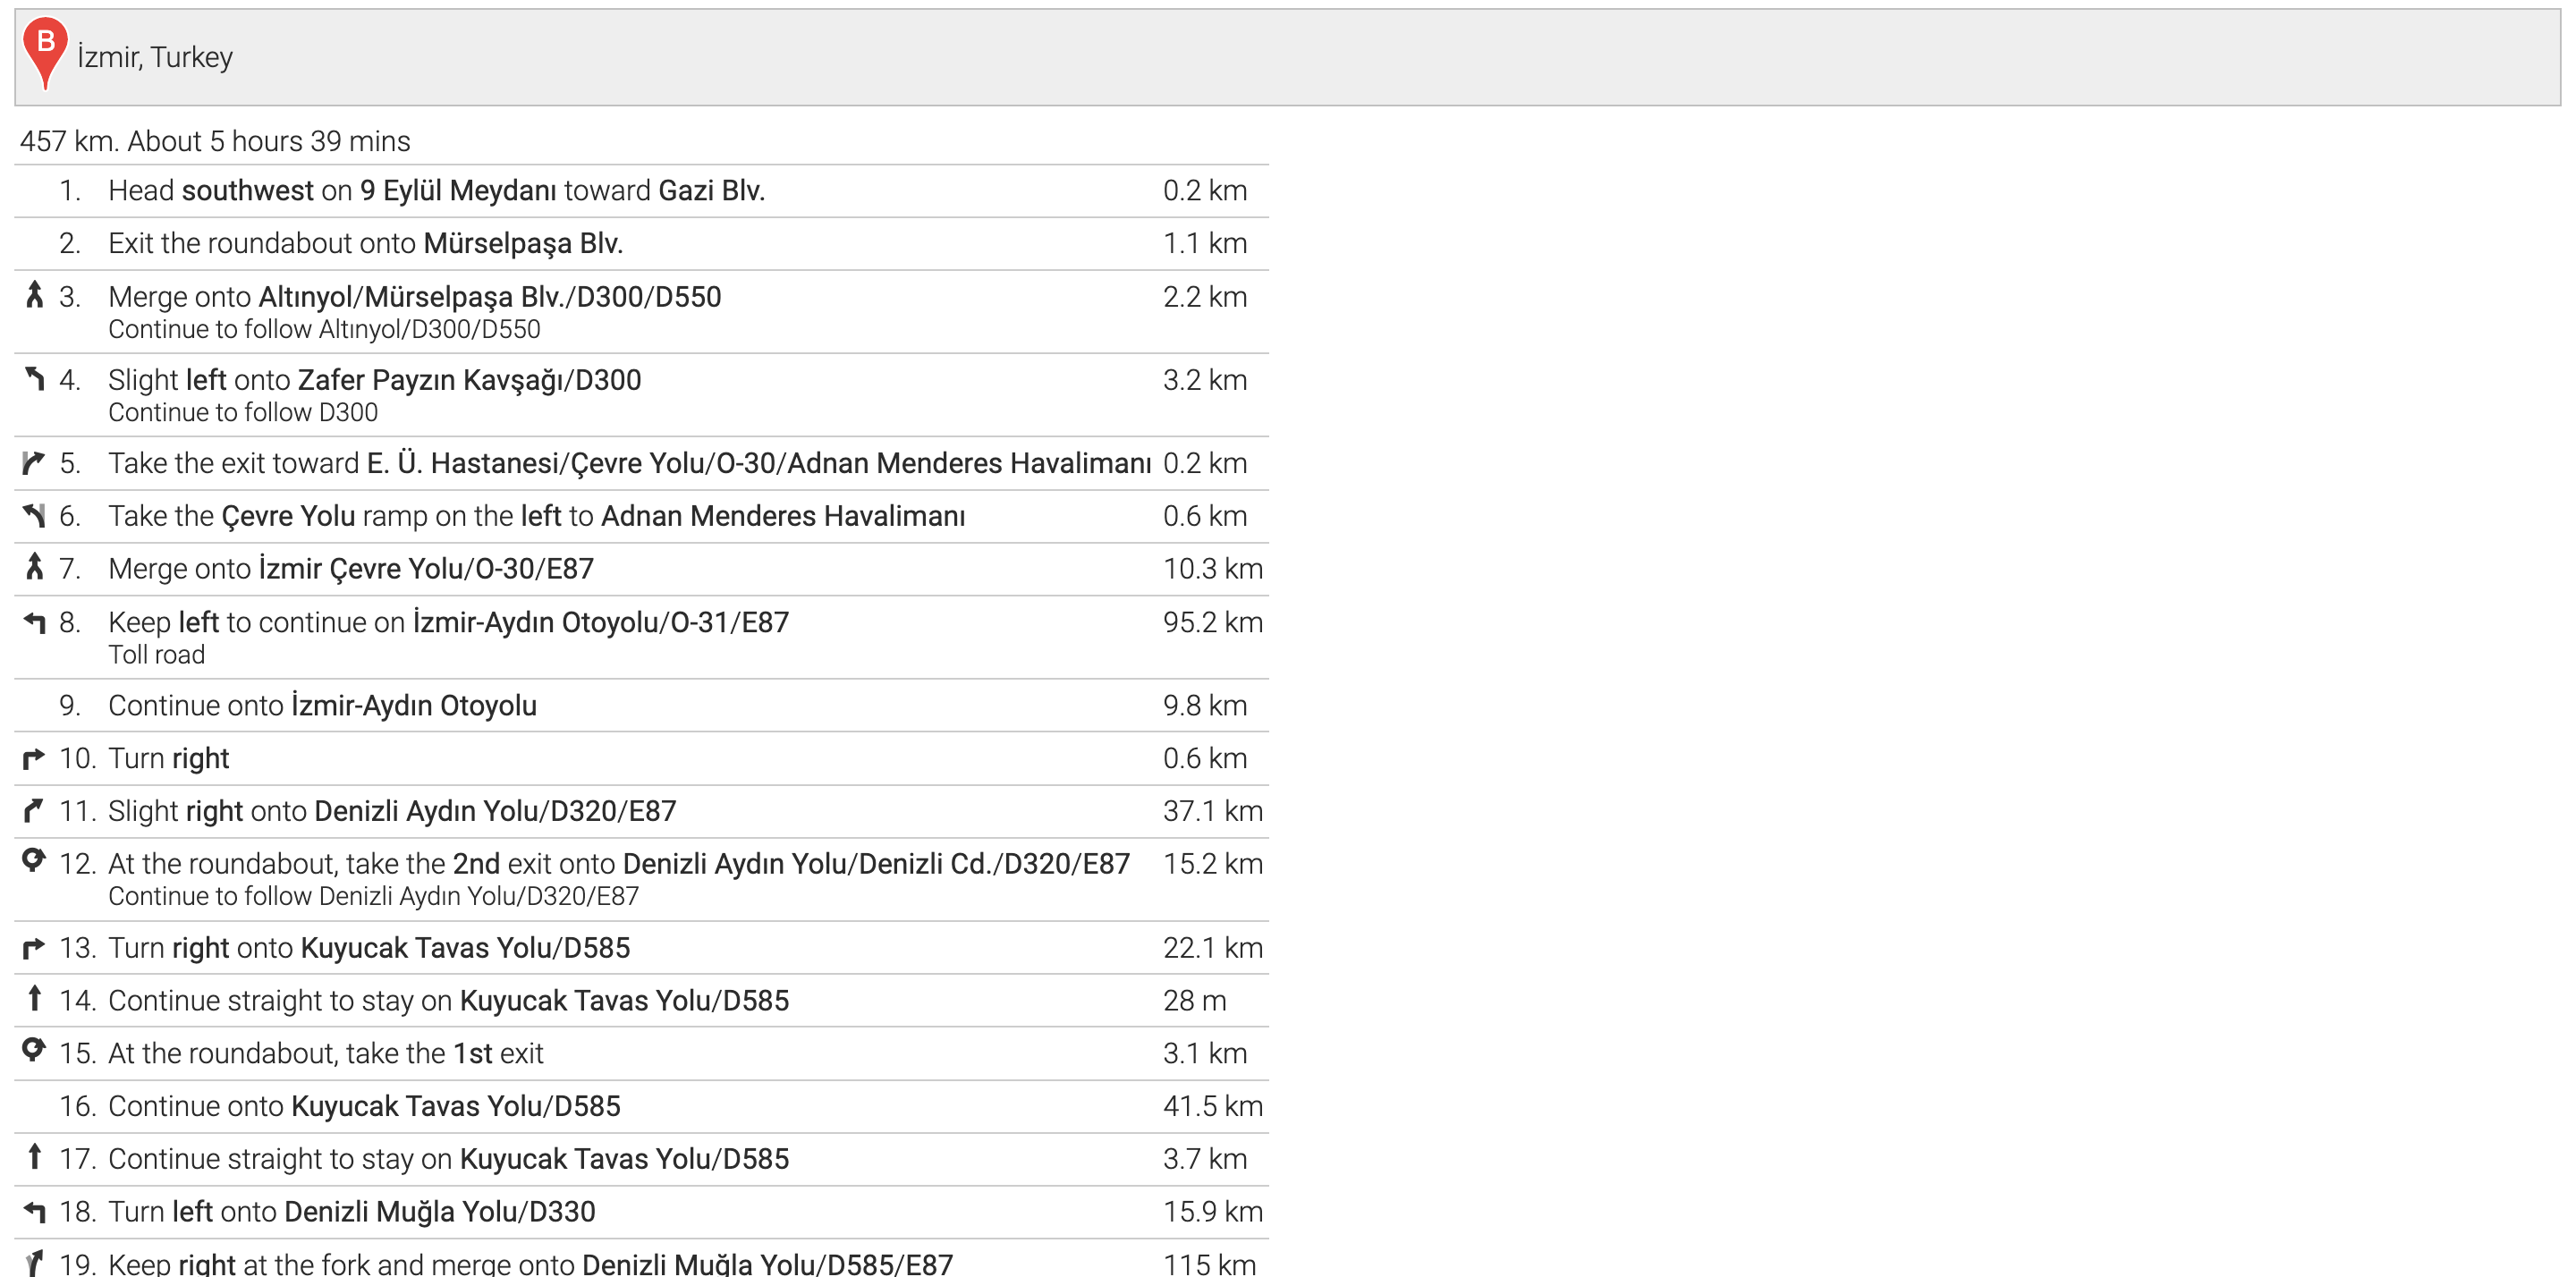 B
İzmir, Turkey
457 km. About 5 hours 39 mins
1. Head southwest on 9 Eylül Meydanı toward Gazi Blv. 0.2 km
2. Exit the roundabout onto Mürselpaşa Blv. 1.1 km
3. Merge onto Altınyol/Mürselpaşa Blv./D300/D550 2.2 km
Continue to follow Altınyol/D300/D550
4. Slight left onto Zafer Payzın Kavşağı/D300 3.2 km
Continue to follow D300
5. Take the exit toward E. Ü. Hastanesi/Çevre Yolu/O-30/Adnan Menderes Havalimanı 0.2 km
6. Take the Çevre Yolu ramp on the left to Adnan Menderes Havalimanı 0.6 km
7. Merge onto İzmir Çevre Yolu/O-30/E87 10.3 km
8. Keep left to continue on İzmir-Aydın Otoyolu/O-31/E87 95.2 km
Toll road
9. Continue onto İzmir-Aydın Otoyolu 9.8 km
10. Turn right 0.6 km
11. Slight right onto Denizli Aydın Yolu/D320/E87 37.1 km
12. At the roundabout, take the 2nd exit onto Denizli Aydın Yolu/Denizli Cd./D320/E87 15.2 km
Continue to follow Denizli Aydın Yolu/D320/E87
13. Turn right onto Kuyucak Tavas Yolu/D585 22.1 km
14. Continue straight to stay on Kuyucak Tavas Yolu/D585 28 m
15. At the roundabout, take the 1st exit 3.1 km
16. Continue onto Kuyucak Tavas Yolu/D585 41.5 km
17. Continue straight to stay on Kuyucak Tavas Yolu/D585 3.7 km
18. Turn left onto Denizli Muğla Yolu/D330 15.9 km
19. Keep right at the fork and merge onto Denizli Muğla Yolu/D585/E87 115 km